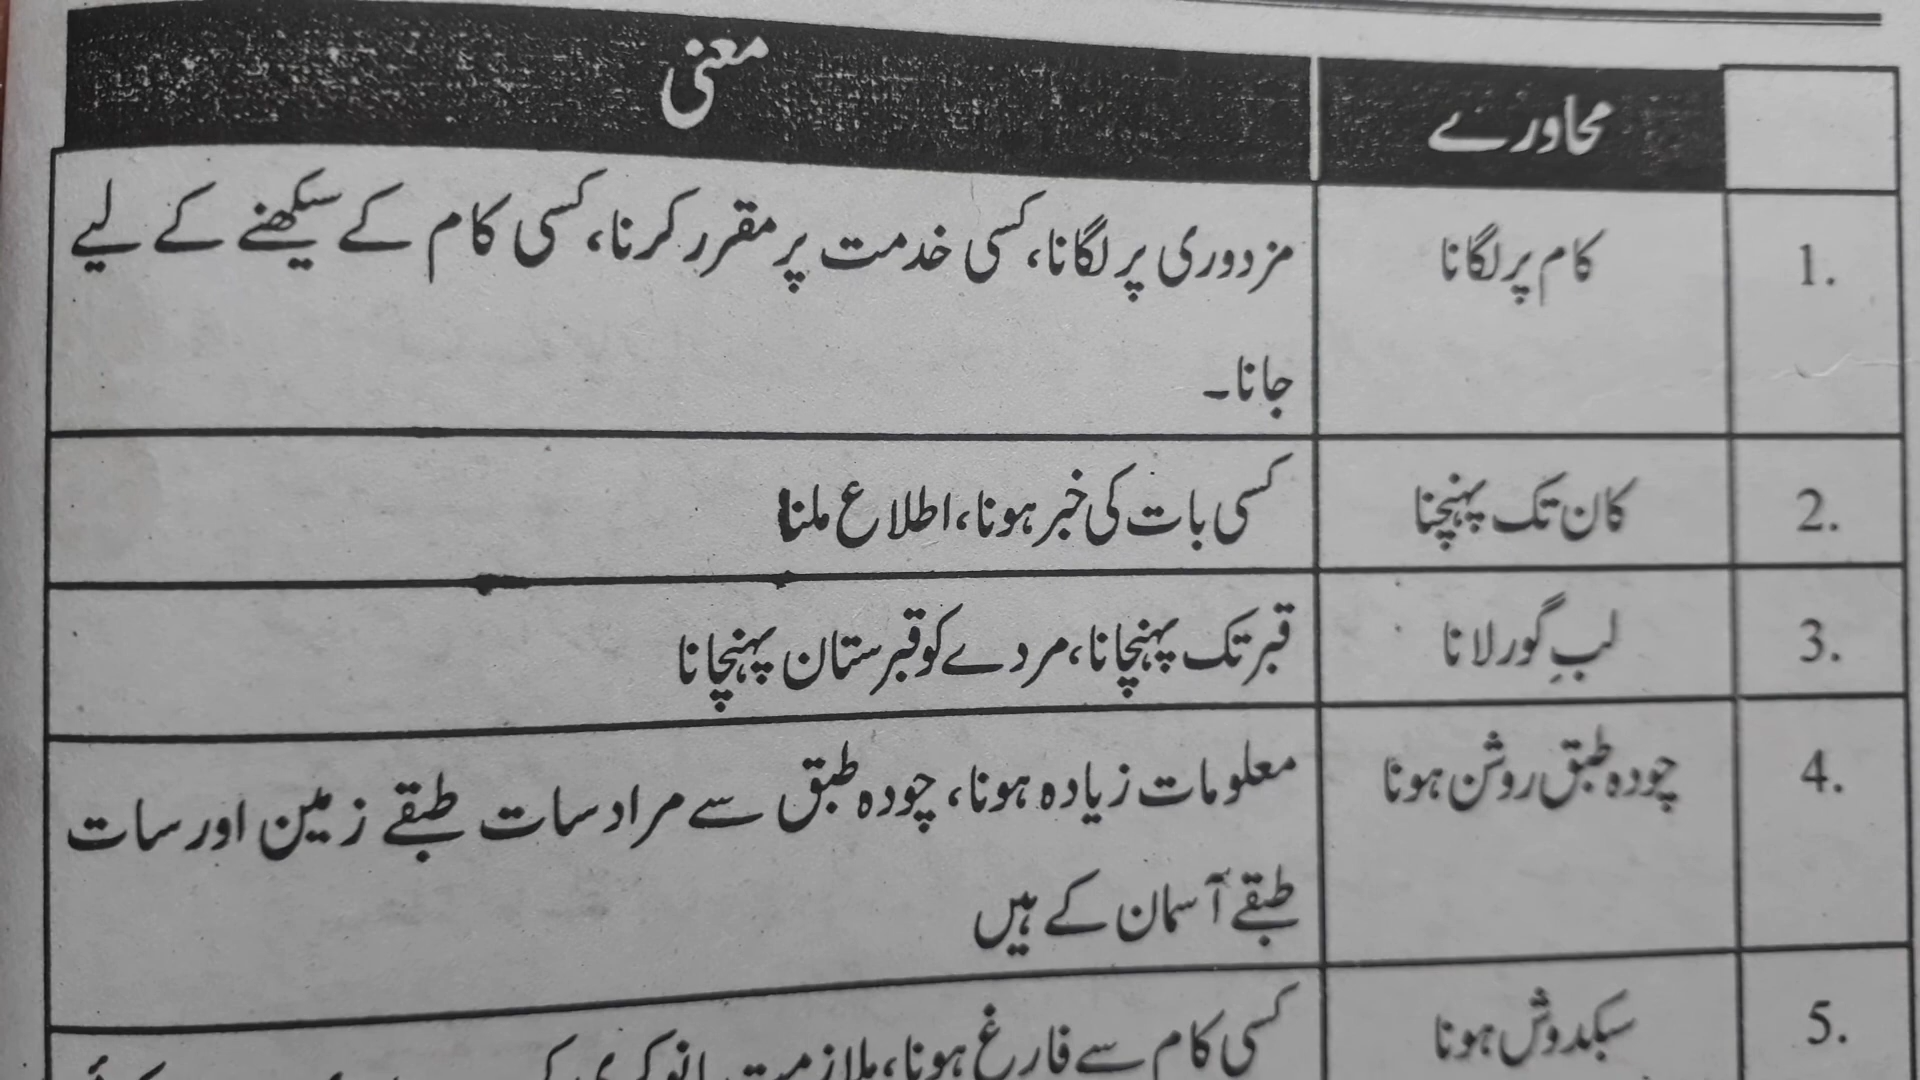 محاورے معنی
1. کام پر لگانا مزدوری پر لگانا، کسی خدمت پر مقرر کرنا، کسی کام کے سیکھنے کے لیے
جانا۔
2. کان تک پہنچنا کسی بات کی خبر ہونا، اطلاع ملنا
3. لبِ گور لانا قبر تک پہنچانا، مردے کو قبرستان پہنچانا
4. چودہ طبق روشن ہونا معلومات زیادہ ہونا، چودہ طبق سے مراد سات طبقے زمین اور سات
طبقے آسمان کے ہیں
5. سبکدوش ہونا کسی کام سے فارغ ہونا، ملازمت یا نوکری